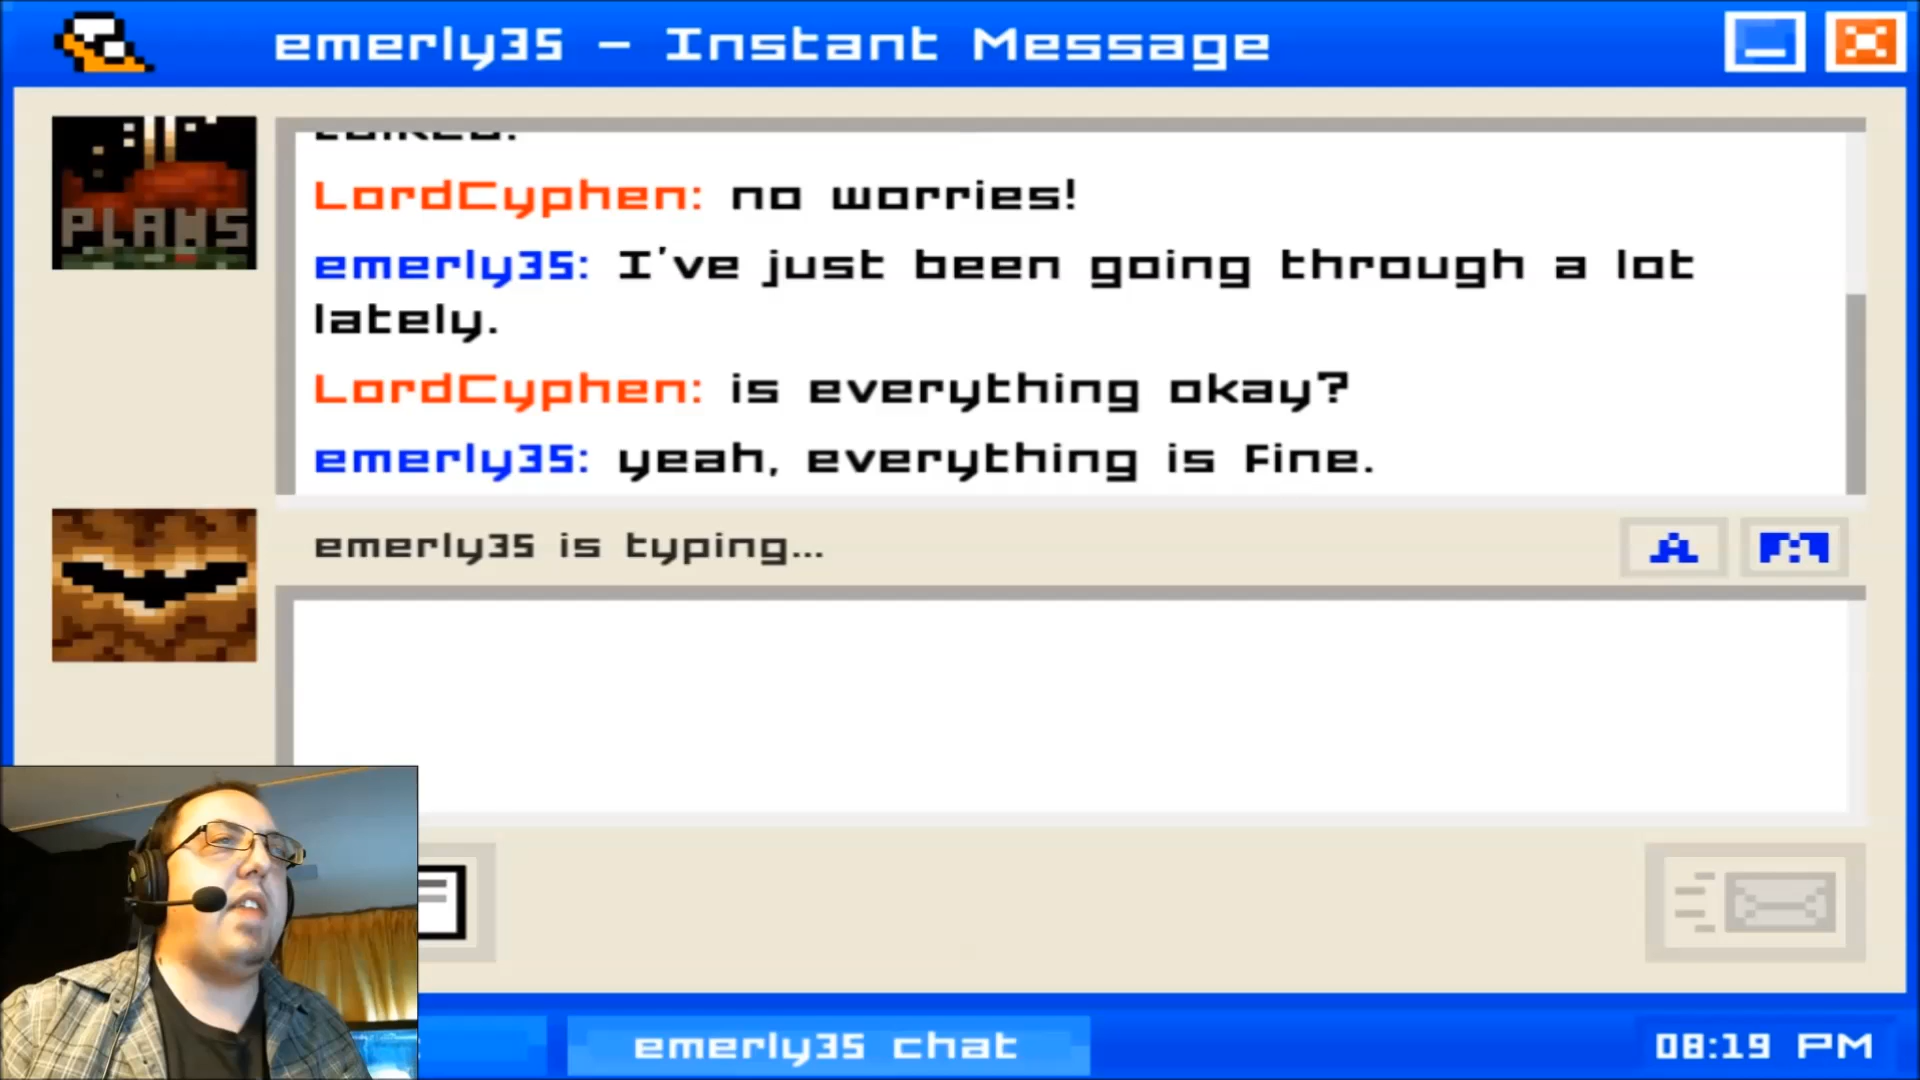 emerly35 - Instant Message
PLANS
LordCyphen: no worries!
emerly35: I've just been going through a lot
lately.
LordCyphen: is everything okay?
emerly35: yeah, everything is fine.
emerly35 is typing...
A
emerly35 chat
08:19 PM